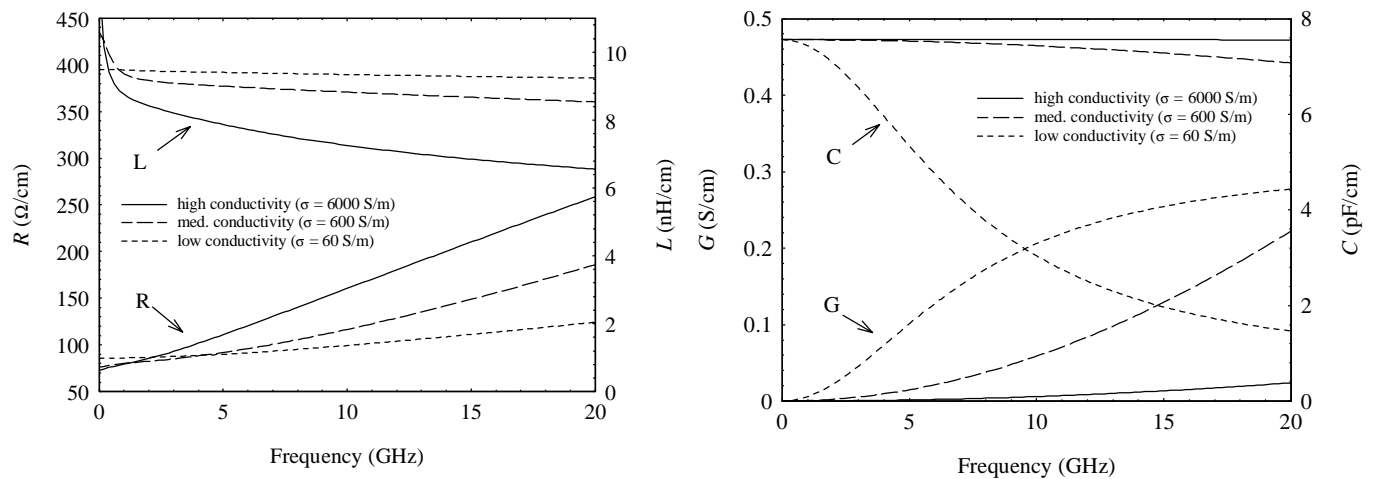 450
400
350
300
250
200
150
100
50
R (Ω/cm)
L
high conductivity (σ = 6000 S/m)
med. conductivity (σ = 600 S/m)
low conductivity (σ = 60 S/m)
R
10
8
6
4
2
0
L (nH/cm)
0 5 10 15 20
Frequency (GHz)
0.5
0.4
0.3
0.2
0.1
0
G (S/cm)
high conductivity (σ = 6000 S/m)
med. conductivity (σ = 600 S/m)
low conductivity (σ = 60 S/m)
C
G
8
6
4
2
0
C (pF/cm)
0 5 10 15 20
Frequency (GHz)